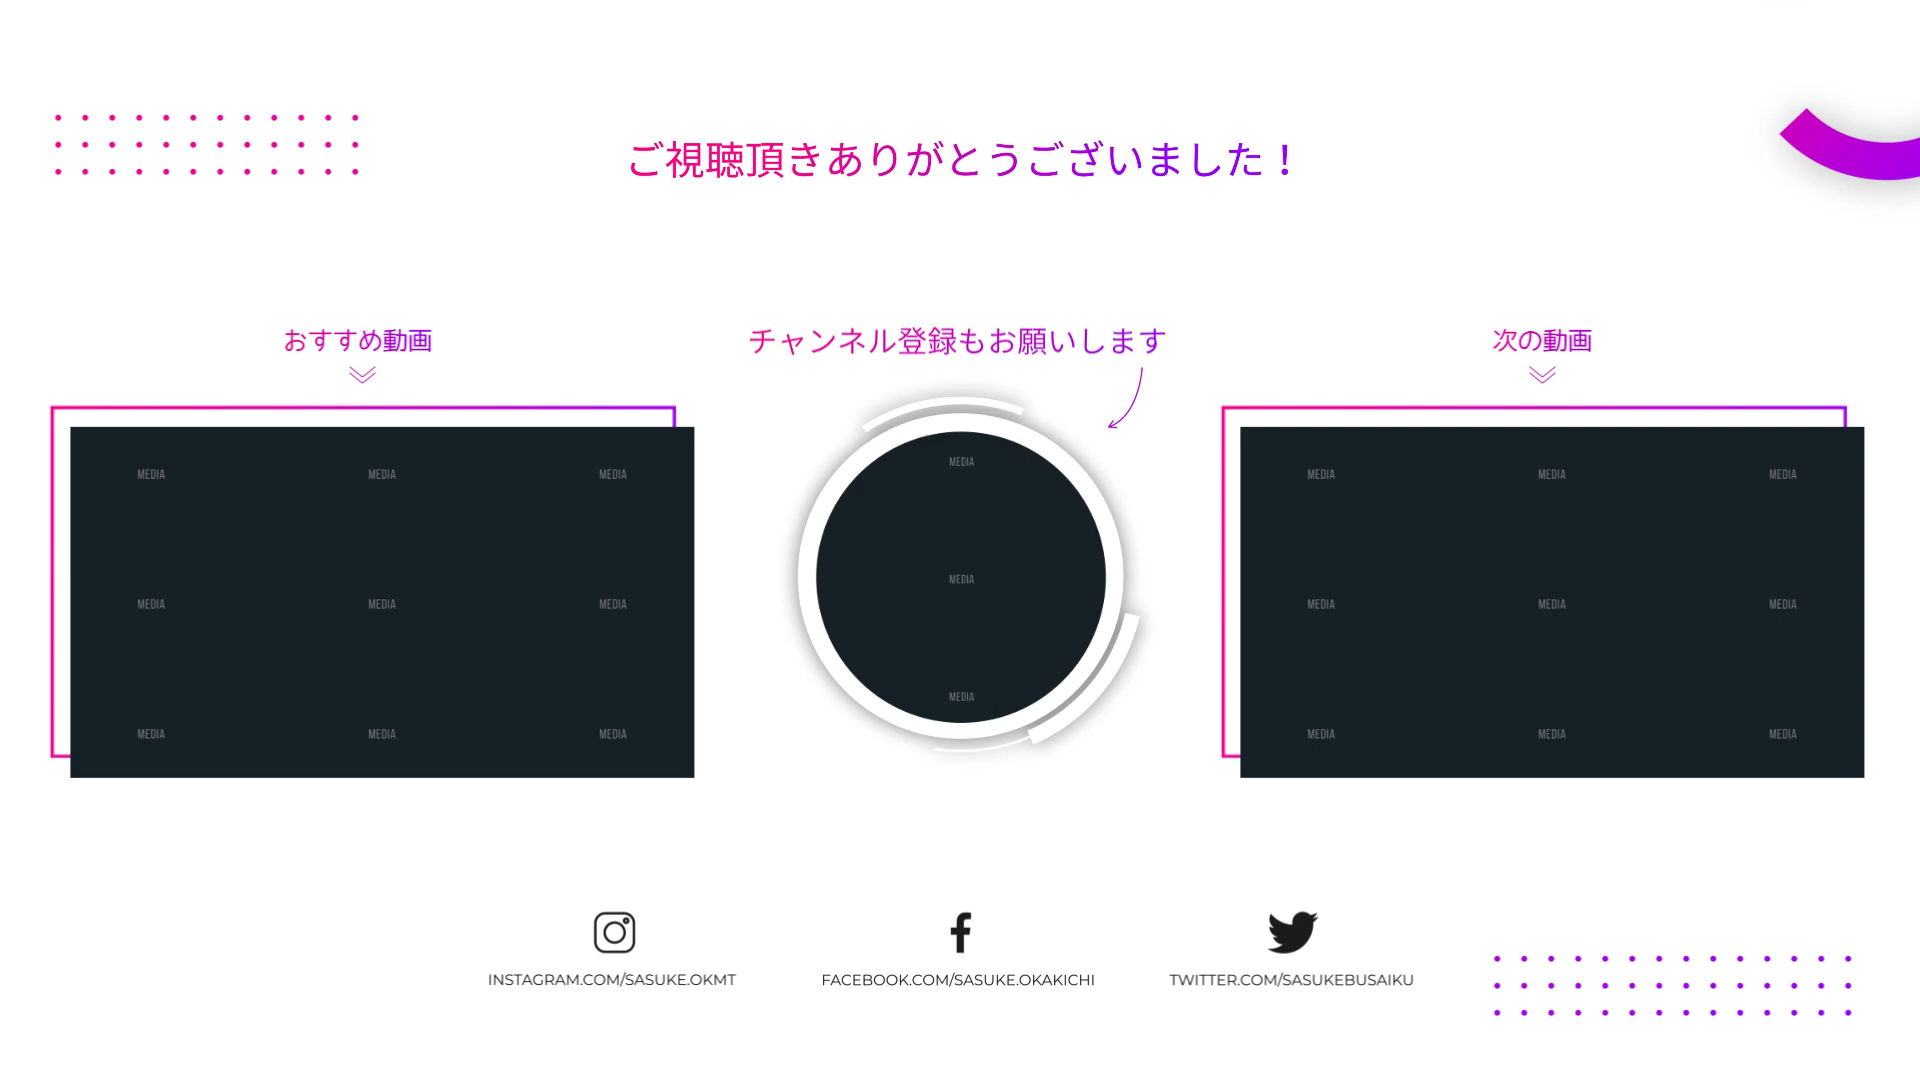 ご視聴頂きありがとうございました！
おすすめ動画
チャンネル登録もお願いします
次の動画
MEDIA MEDIA MEDIA
MEDIA MEDIA MEDIA
MEDIA MEDIA MEDIA
MEDIA
MEDIA
MEDIA
MEDIA MEDIA MEDIA
MEDIA MEDIA MEDIA
MEDIA MEDIA MEDIA
INSTAGRAM.COM/SASUKE.OKMT
FACEBOOK.COM/SASUKE.OKAKICHI
TWITTER.COM/SASUKEBUSAIKU